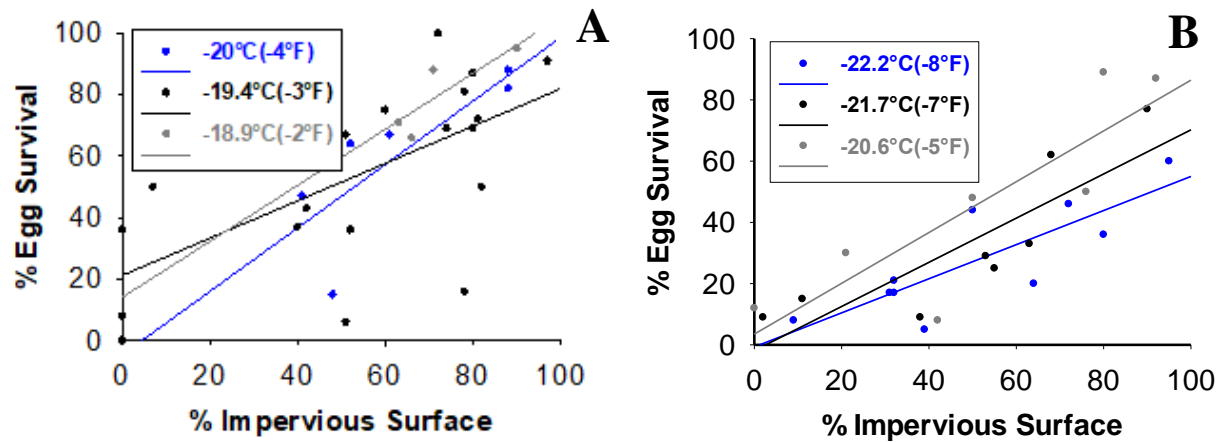 A
-20°C(-4°F)
-19.4°C(-3°F)
-18.9°C(-2°F)
% Egg Survival
100
80
60
40
20
0
0 20 40 60 80 100
% Impervious Surface
B
-22.2°C(-8°F)
-21.7°C(-7°F)
-20.6°C(-5°F)
% Egg Survival
100
80
60
40
20
0
0 20 40 60 80 100
% Impervious Surface